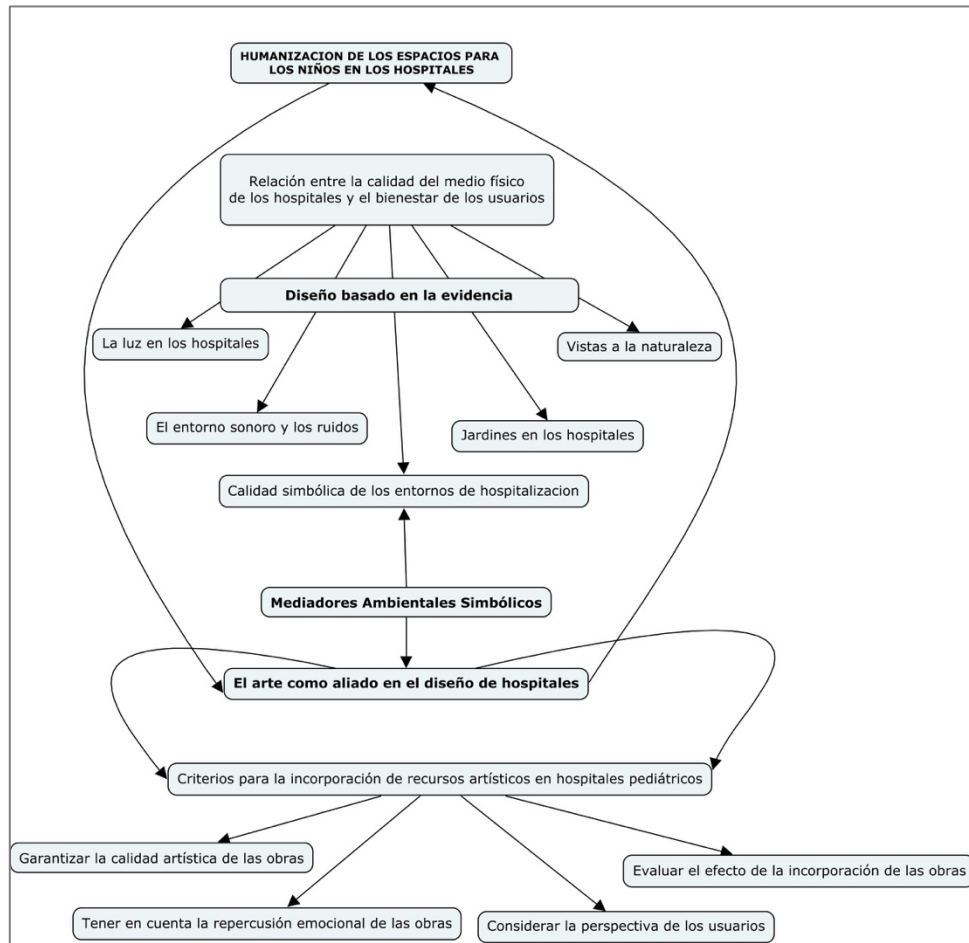 HUMANIZACION DE LOS ESPACIOS PARA
LOS NIÑOS EN LOS HOSPITALES
Relación entre la calidad del medio físico
de los hospitales y el bienestar de los usuarios
Diseño basado en la evidencia
La luz en los hospitales
Vistas a la naturaleza
El entorno sonoro y los ruidos
Jardines en los hospitales
Calidad simbólica de los entornos de hospitalizacion
Mediadores Ambientales Simbólicos
El arte como aliado en el diseño de hospitales
Criterios para la incorporación de recursos artísticos en hospitales pediátricos
Garantizar la calidad artística de las obras
Evaluar el efecto de la incorporación de las obras
Tener en cuenta la repercusión emocional de las obras
Considerar la perspectiva de los usuarios